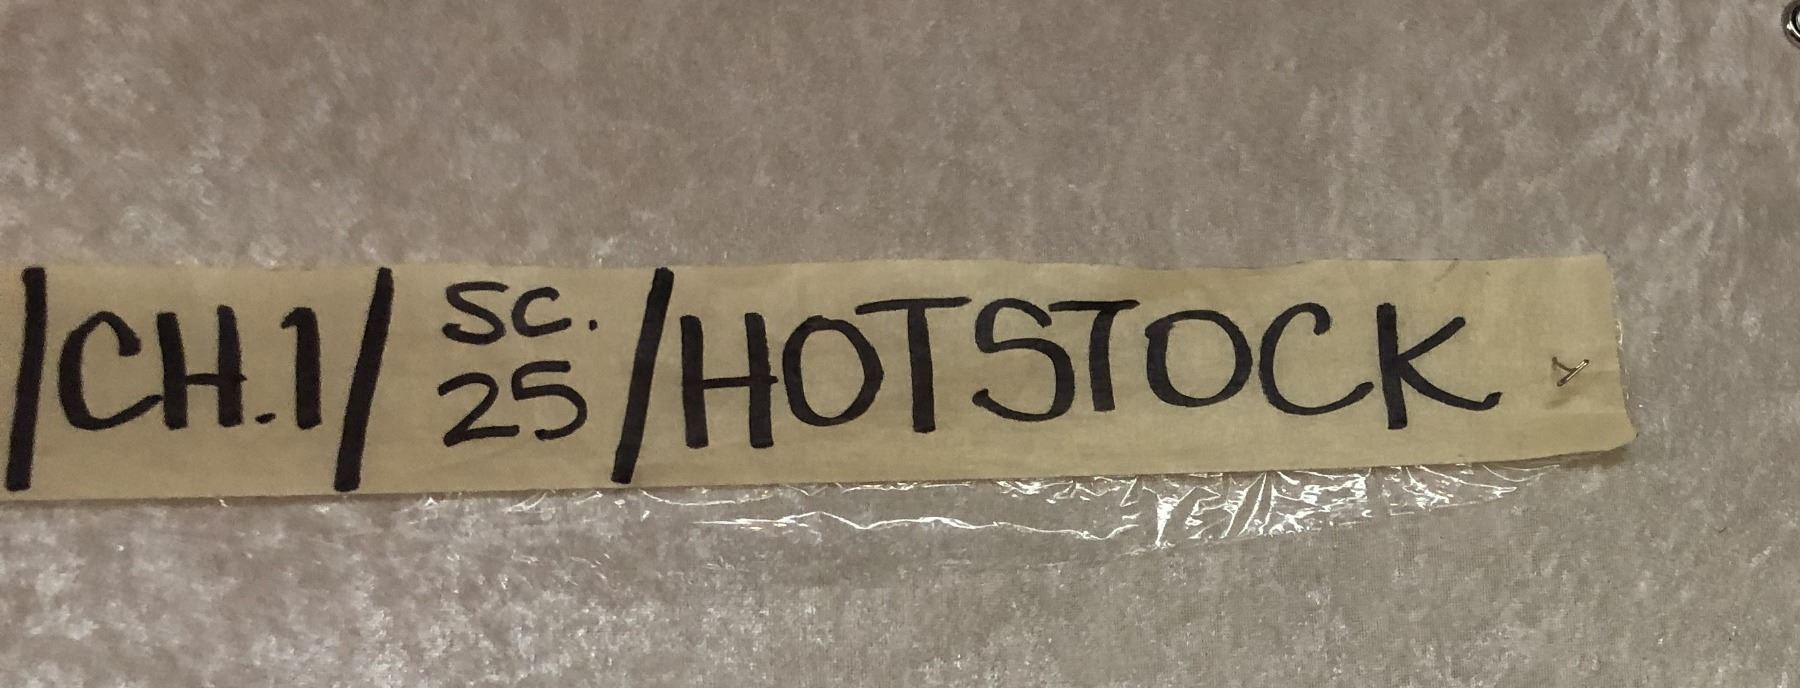 /CH.1/ SC. 25 /HOTSTOCK